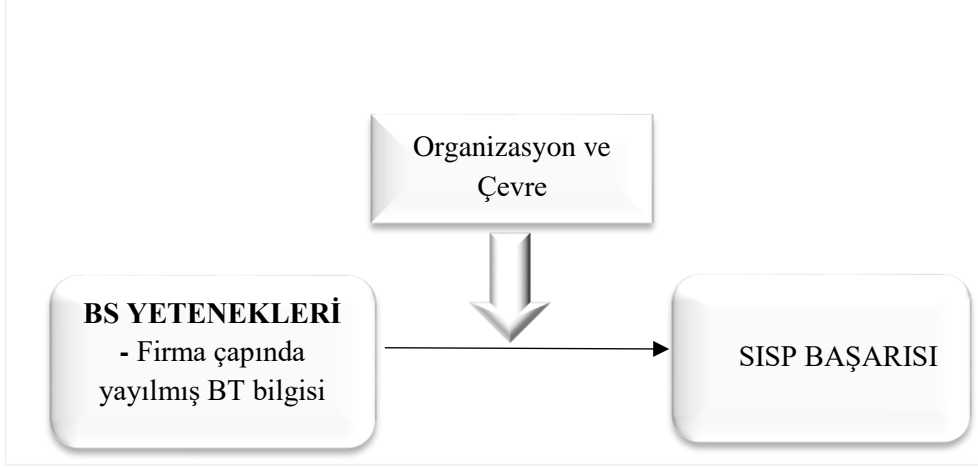 Organizasyon ve
Çevre
BS YETENEKLERİ
- Firma çapında
yayılmış BT bilgisi
SISP BAŞARISI